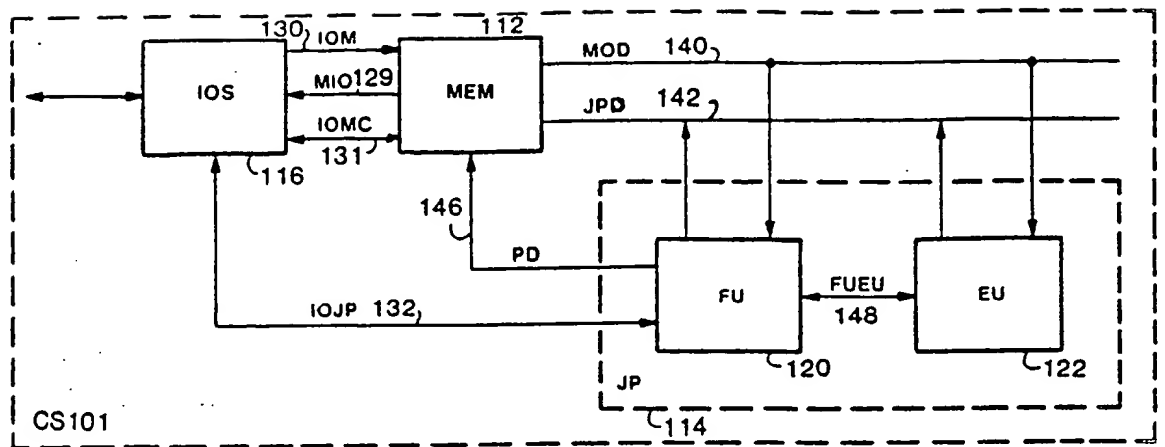 130 IOM
112
MOD 140
IOS
MIO 129
MEM
JPD 142
IOMC
131
116
146
PD
FU
FUEU
EU
148
IOJP 132
120
122
JP
CS101
114